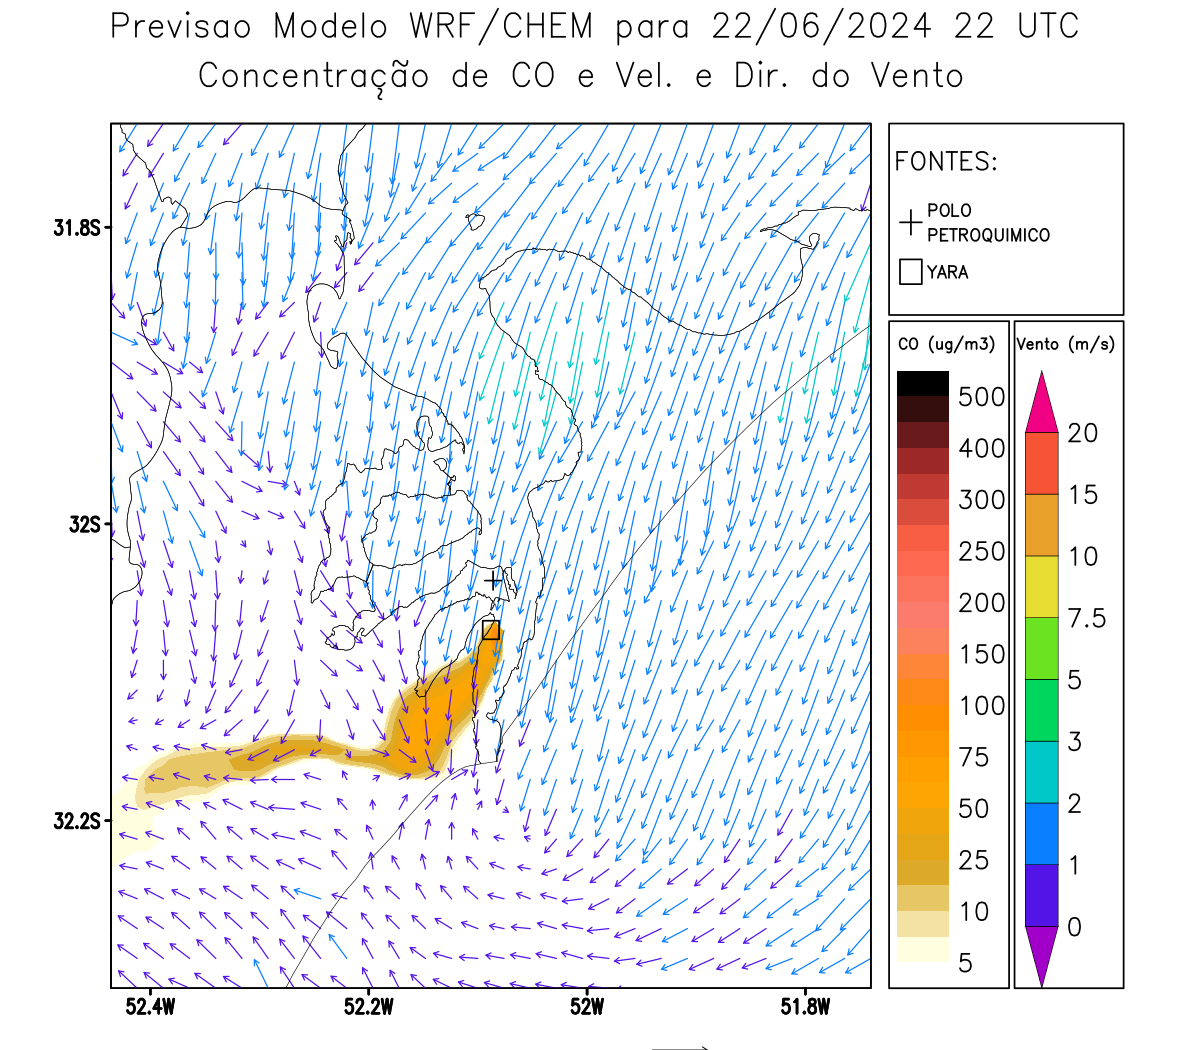 Previsao Modelo WRF/CHEM para 22/06/2024 22 UTC
Concentração de CO e Vel. e Dir. do Vento
FONTES:
POLO
PETROQUIMICO
YARA
31.8S
32S
32.2S
52.4W
52.2W
52W
51.8W
CO (ug/m3)
500
400
300
250
200
150
100
75
50
25
10
5
Vento (m/s)
20
15
10
7.5
5
3
2
1
0